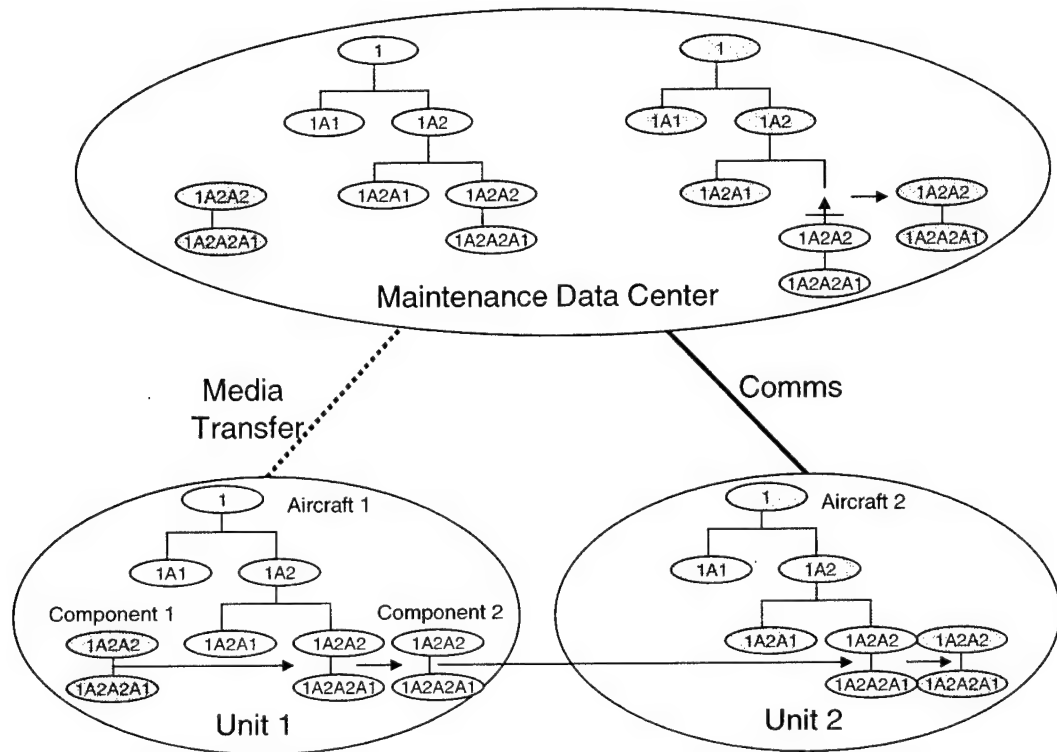 1
1
1A1
1A2
1A1
1A2
1A2A2
1A2A1
1A2A2
1A2A1
1A2A2
1A2A2A1
1A2A2A1
1A2A2
1A2A2A1
1A2A2A1
Maintenance Data Center
Media
Transfer
Comms
1
Aircraft 1
1A1
1A2
Component 1
Component 2
1A2A2
1A2A1
1A2A2
1A2A2
1A2A2A1
1A2A2A1
1A2A2A1
Unit 1
1
Aircraft 2
1A1
1A2
1A2A1
1A2A2
1A2A2
1A2A2A1
1A2A2A1
Unit 2